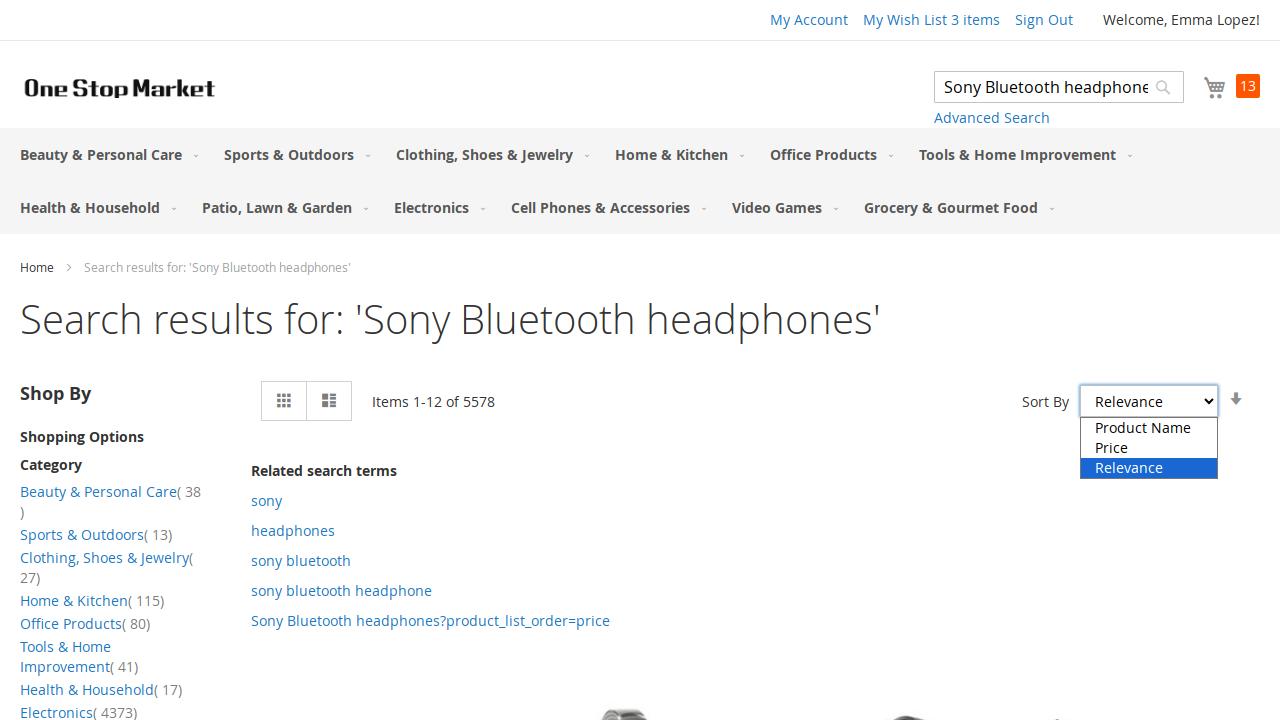 My Account My Wish List 3 items Sign Out Welcome, Emma Lopez!
One Stop Market
Sony Bluetooth headphone
13
Advanced Search
Beauty & Personal Care Sports & Outdoors Clothing, Shoes & Jewelry Home & Kitchen Office Products Tools & Home Improvement
Health & Household Patio, Lawn & Garden Electronics Cell Phones & Accessories Video Games Grocery & Gourmet Food
Home Search results for: 'Sony Bluetooth headphones'
Search results for: 'Sony Bluetooth headphones'
Shop By
Shopping Options
Category
Beauty & Personal Care( 38
)
Sports & Outdoors( 13)
Clothing, Shoes & Jewelry(
27)
Home & Kitchen( 115)
Office Products( 80)
Tools & Home
Improvement( 41)
Health & Household( 17)
Electronics( 4373)
Items 1-12 of 5578
Sort By Relevance
Product Name
Price
Relevance
Related search terms
sony
headphones
sony bluetooth
sony bluetooth headphone
Sony Bluetooth headphones?product_list_order=price